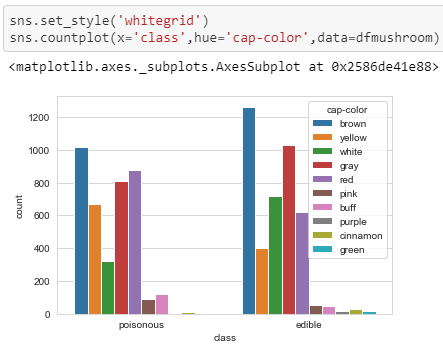 sns.set_style('whitegrid')
sns.countplot(x='class',hue='cap-color',data=dfmushroom)
<matplotlib.axes._subplots.AxesSubplot at 0x2586de41e88>
cap-color
brown
yellow
white
gray
red
pink
buff
purple
cinnamon
green
1200
1000
800
600
400
200
0
count
poisonous
edible
class